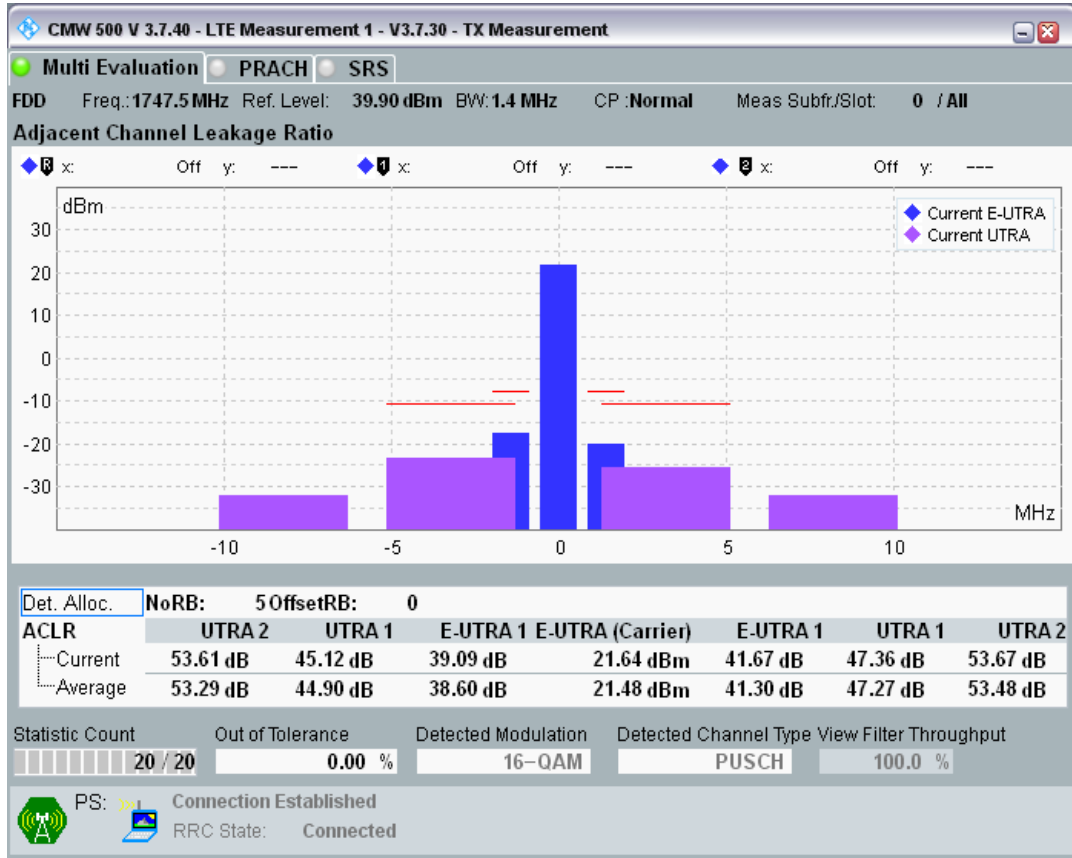 CMW 500 V 3.7.40 - LTE Measurement 1 - V3.7.30 - TX Measurement
Multi Evaluation PRACH SRS
FDD Freq.: 1747.5 MHz Ref. Level: 39.90 dBm BW: 1.4 MHz CP :Normal Meas Subfr./Slot: 0 / All
Adjacent Channel Leakage Ratio
R x: Off y: --- 1 x: Off y: --- 2 x: Off y: ---
dBm
Current E-UTRA
Current UTRA
30
20
10
0
-10
-20
-30
MHz
-10 -5 0 5 10
Det. Alloc. NoRB: 5 OffsetRB: 0
ACLR UTRA 2 UTRA 1 E-UTRA 1 E-UTRA (Carrier) E-UTRA 1 UTRA 1 UTRA 2
Current 53.61 dB 45.12 dB 39.09 dB 21.64 dBm 41.67 dB 47.36 dB 53.67 dB
Average 53.29 dB 44.90 dB 38.60 dB 21.48 dBm 41.30 dB 47.27 dB 53.48 dB
Statistic Count Out of Tolerance Detected Modulation Detected Channel Type View Filter Throughput
20 / 20 0.00 % 16-QAM PUSCH 100.0 %
PS: Connection Established
RRC State: Connected